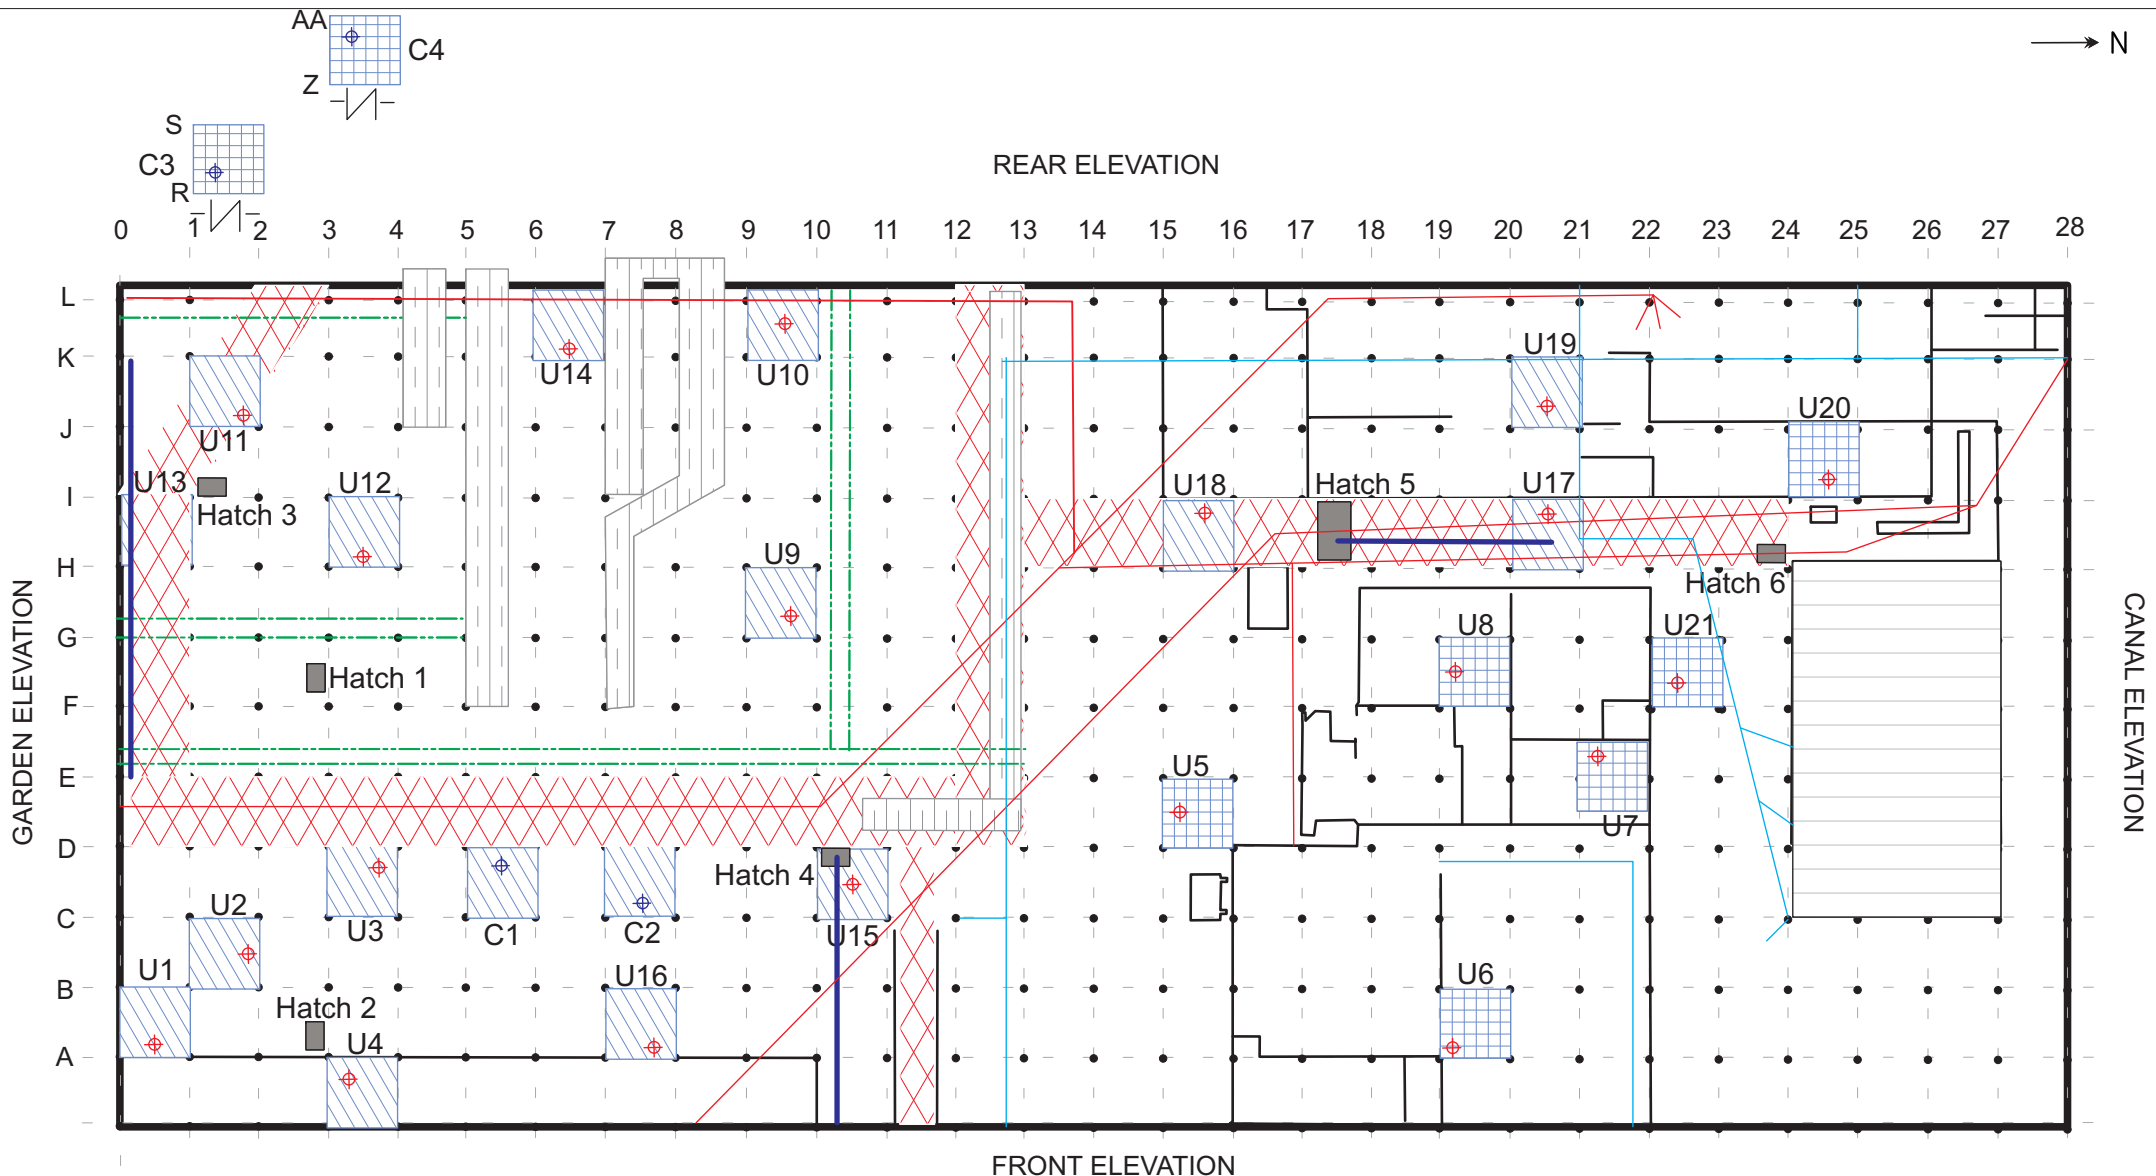 AA
C4
N
Z
S
C3
R
REAR ELEVATION
0 1 2 3 4 5 6 7 8 9 10 11 12 13 14 15 16 17 18 19 20 21 22 23 24 25 26 27 28
L
U19
K
U14 U10
U20
J
U11
U13 U12 U18 Hatch 5 U17
I
Hatch 3
U9
H
Hatch 6
GARDEN ELEVATION
CANAL ELEVATION
U8 U21
G
Hatch 1
F
U5
E
U7
D
Hatch 4
U2
C
U3 C1 C2 U15
U1 U16 U6
B
Hatch 2
U4
A
FRONT ELEVATION